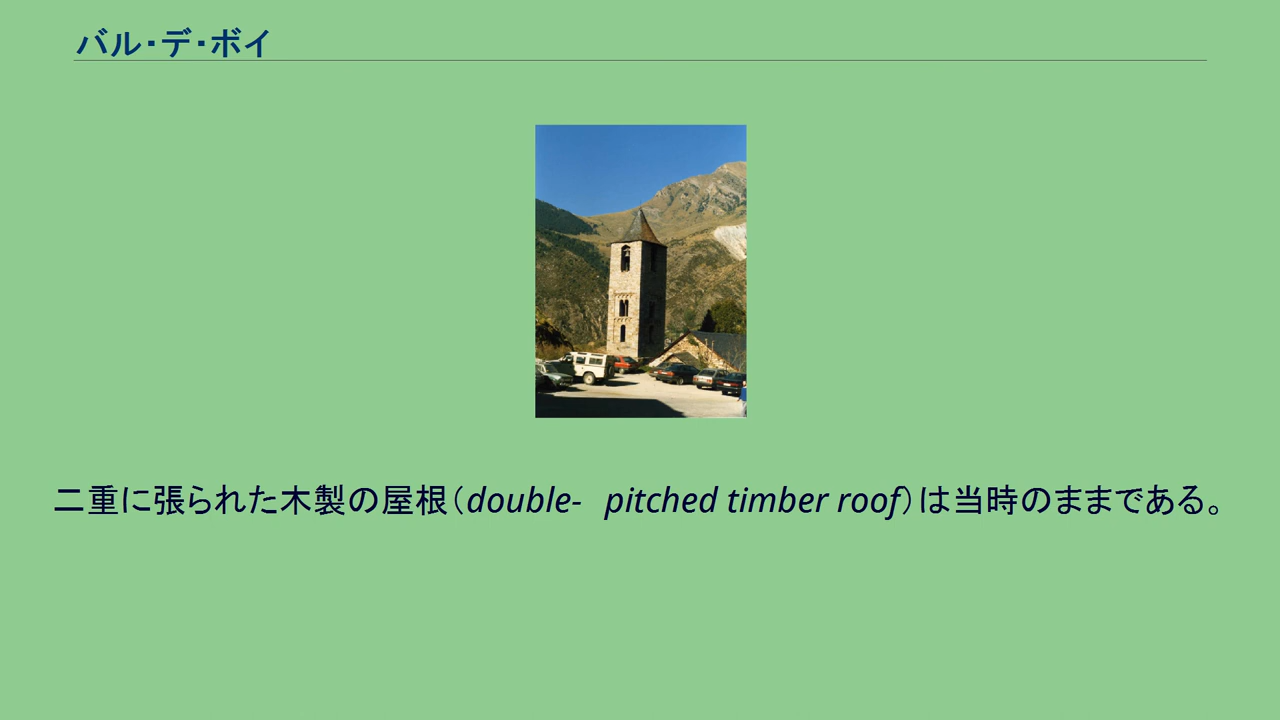 バル・デ・ボイ
二重に張られた木製の屋根（double- pitched timber roof）は当時のままである。